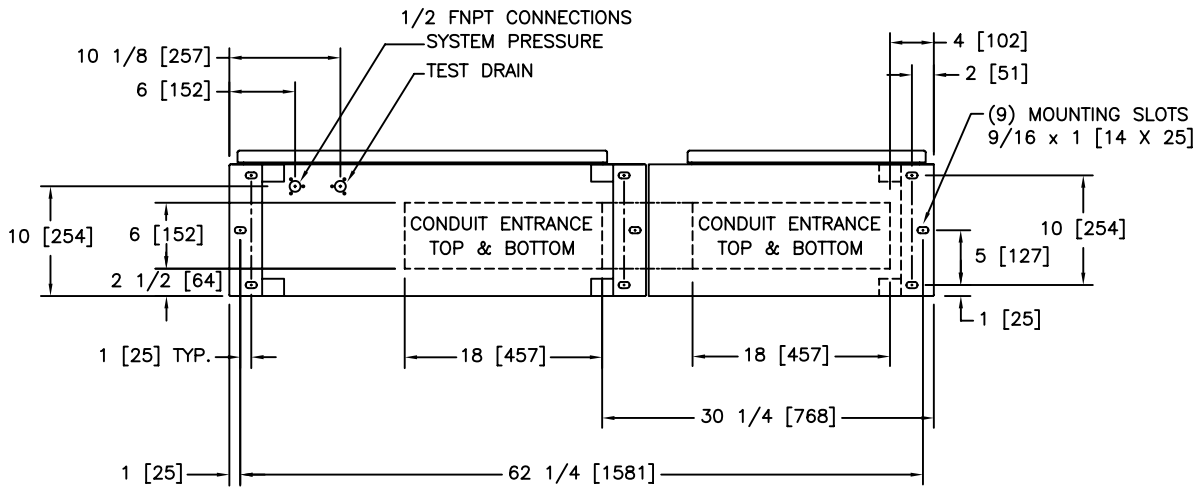 1/2 FNPT CONNECTIONS
SYSTEM PRESSURE
TEST DRAIN
10 1/8 [257]
6 [152]
4 [102]
2 [51]
(9) MOUNTING SLOTS
9/16 x 1 [14 X 25]
10 [254]
6 [152]
2 1/2 [64]
CONDUIT ENTRANCE
TOP & BOTTOM
CONDUIT ENTRANCE
TOP & BOTTOM
10 [254]
5 [127]
1 [25]
1 [25] TYP.
18 [457]
18 [457]
30 1/4 [768]
1 [25]
62 1/4 [1581]